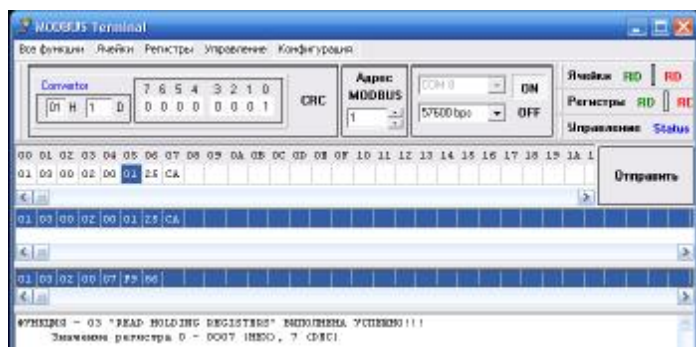 MODBUS Terminal
Все функции Ячейки Регистры Управление Конфигурация
Convertor
01 H 1 D
7 6 5 4 3 2 1 0
0 0 0 0 0 0 0 1
CRC
Адрес
MODBUS
1
COM
57600 bps
ON
OFF
Ячейки RD
Регистры RD
Управление Status
00 01 02 03 04 05 06 07 08 09 0A 0B 0C 0D 0E 0F 10 11 12 13 14 15 16 17 18 19 1A 1
01 03 00 02 00 01 25 CA
Отправить
01 03 00 02 00 01 25 CA
01 03 02 00 07 F9 86
ФУНКЦИЯ - 03 "READ HOLDING REGISTERS" ВЫПОЛНЕНА УСПЕШНО!!!
Значение регистра 0 - 0007 (HEX), 7 (DEC)